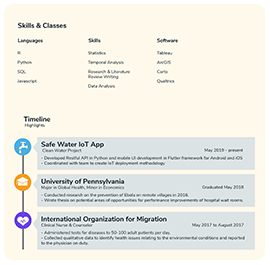 Skills & Classes
Languages
Skills
Software
R
Statistics
Tableau
Python
Temporal Analysis
ArcGIS
SQL
Research & Literature
Review Writing
Carto
Javascript
Data Analysis
Qualtrics
Timeline
Highlights
Safe Water IoT App
Clean Water Project
May 2019 - present
- Developed Restful API in Python and mobile UI development in Flutter framework for Android and iOS
- Coordinated with team to create IoT deployment methodology
University of Pennsylvania
Major in Global Health, Minor in Economics
Graduated May 2018
- Conducted research on the prevention of Ebola on remote villages in 2016.
- Wrote thesis on potential areas of opportunities for performance improvements of hospital wait rooms.
International Organization for Migration
Clinical Nurse & Counselor
May 2017 to August 2017
- Administered tests for diseases to 50-100 adult patients per day.
- Collected qualitative data to identify health issues relating to the environmental conditions and reported
to the physician on duty.